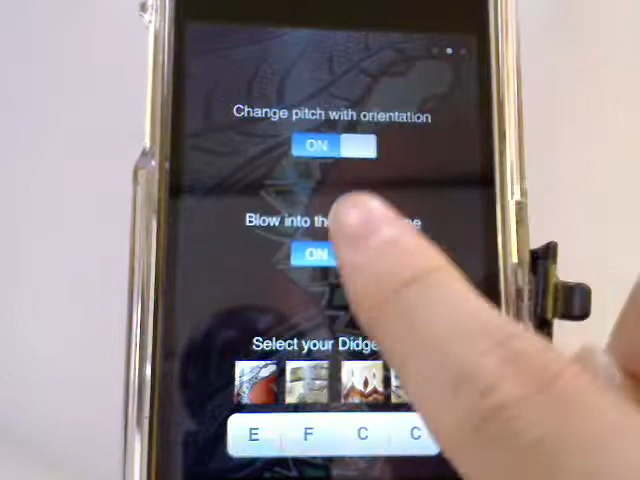 Change pitch with orientation
ON
Blow into th
ON
Select your Didge
E F C C